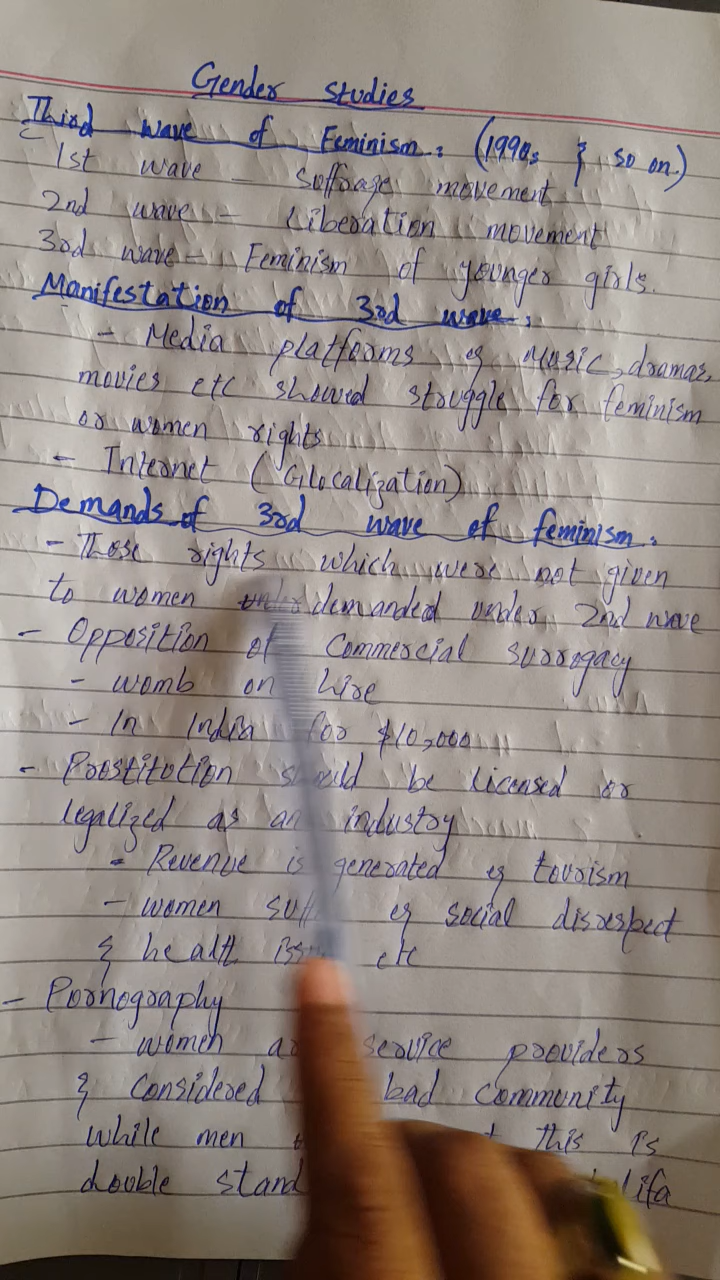 Gender studies
Third wave of Feminism: (1990s & so on)
1st wave - Suffrage movement
2nd wave - Liberation movement
3rd wave - Feminism of younger girls.
Manifestation of 3rd wave:
- Media platforms eg Music, dramas,
movies etc showed struggle for feminism
or women rights
- Internet (Glocalization)
Demands of 3rd wave of feminism:
- Those rights which were not given
to women demanded under 2nd wave
- Opposition of Commercial surrogacy
- womb on hire
- In India for $10,000
- Prostitution should be licensed or
legalized as an industry
- Revenue is generated eg tourism
- women eg social disrespect
& healt etc
- Pornography
- women service providers
& Considered bad community
while men this is
double